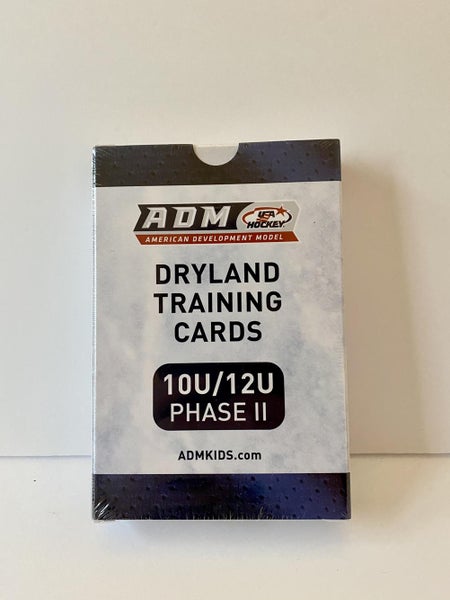 ADM
USA
HOCKEY
AMERICAN DEVELOPMENT MODEL
DRYLAND
TRAINING
CARDS
10U/12U
PHASE II
ADMKIDS.com